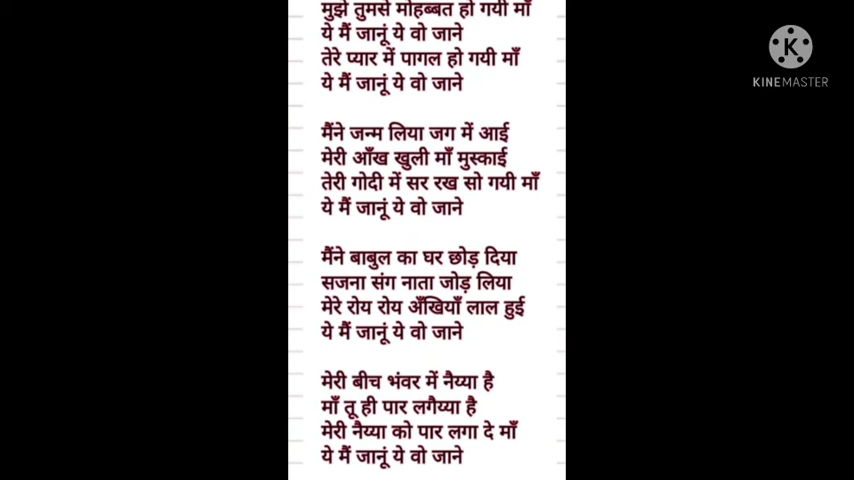 मुझे तुमसे मोहब्बत हो गयी माँ
ये मैं जानूं ये वो जाने
तेरे प्यार में पागल हो गयी माँ
ये मैं जानूं ये वो जाने
मैंने जन्म लिया जग में आई
मेरी आँख खुली माँ मुस्काई
तेरी गोदी में सर रख सो गयी माँ
ये मैं जानूं ये वो जाने
मैंने बाबुल का घर छोड़ दिया
सजना संग नाता जोड़ लिया
मेरे रोय रोय अँखियाँ लाल हुई
ये मैं जानूं ये वो जाने
मेरी बीच भंवर में नैय्या है
माँ तू ही पार लगैय्या है
मेरी नैय्या को पार लगा दे माँ
ये मैं जानूं ये वो जाने
K
KINEMASTER